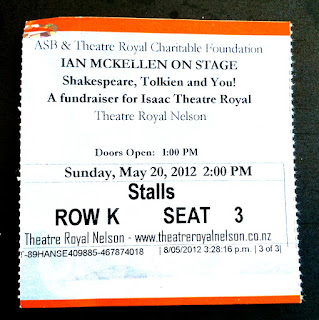 ASB & Theatre Royal Charitable Foundation
IAN MCKELLEN ON STAGE
Shakespeare, Tolkien and You!
A fundraiser for Isaac Theatre Royal
Theatre Royal Nelson
Doors Open: 1:00 PM
Sunday, May 20, 2012 2:00 PM
Stalls
ROW K SEAT 3
Theatre Royal Nelson - www.theatreroyalnelson.co.nz
-89HANSE409885-467874018 | 8/05/2012 3:28:16 p.m. | 3 of 3|